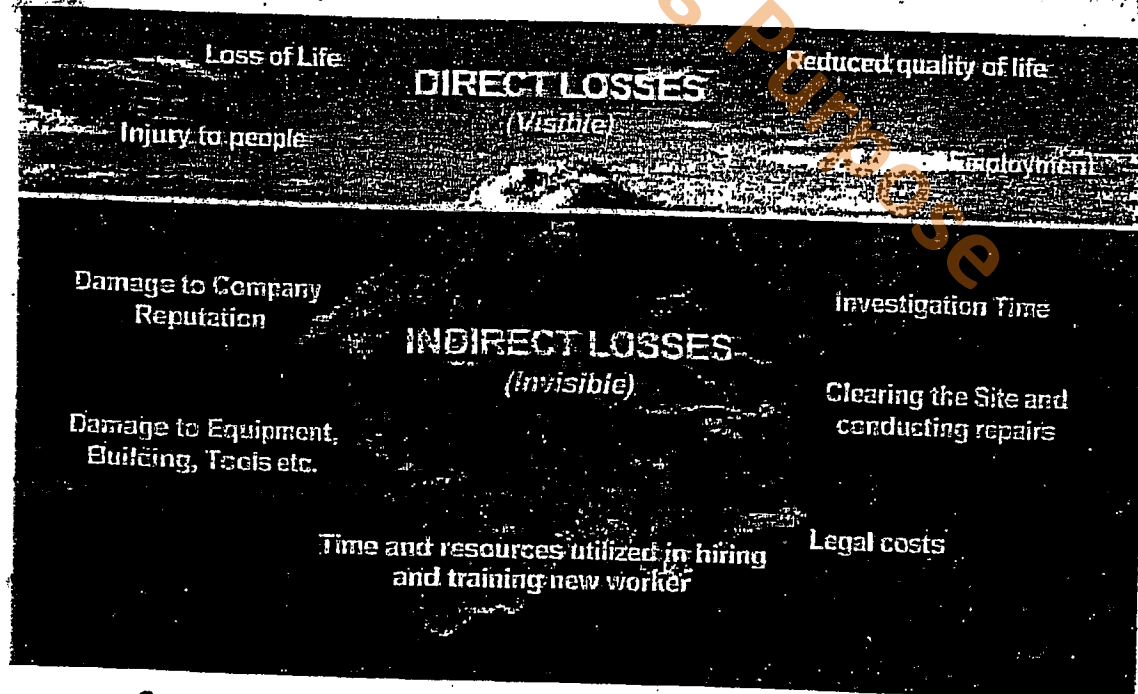 Loss of Life
DIRECT LOSSES
(Visible)
Reduced quality of life
Injury to people
Damage to Company
Reputation
INDIRECT LOSSES
(Invisible)
Investigation Time
Clearing the Site and
conducting repairs
Damage to Equipment,
Building, Tools etc.
Time and resources utilized in hiring
and training new worker
Legal costs
Purpose